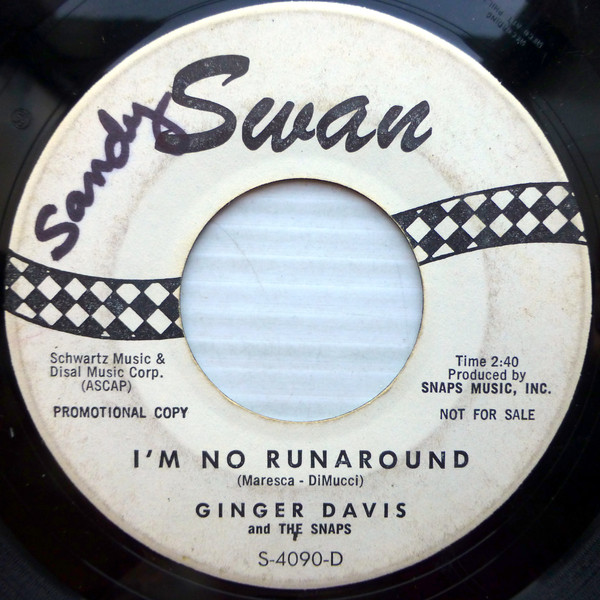 Sandy
Swan
Schwartz Music &
Disal Music Corp.
(ASCAP)
PROMOTIONAL COPY
Time 2:40
Produced by
SNAPS MUSIC, INC.
NOT FOR SALE
I'M NO RUNAROUND
(Maresca - DiMucci)
GINGER DAVIS
and THE SNAPS
S-4090-D